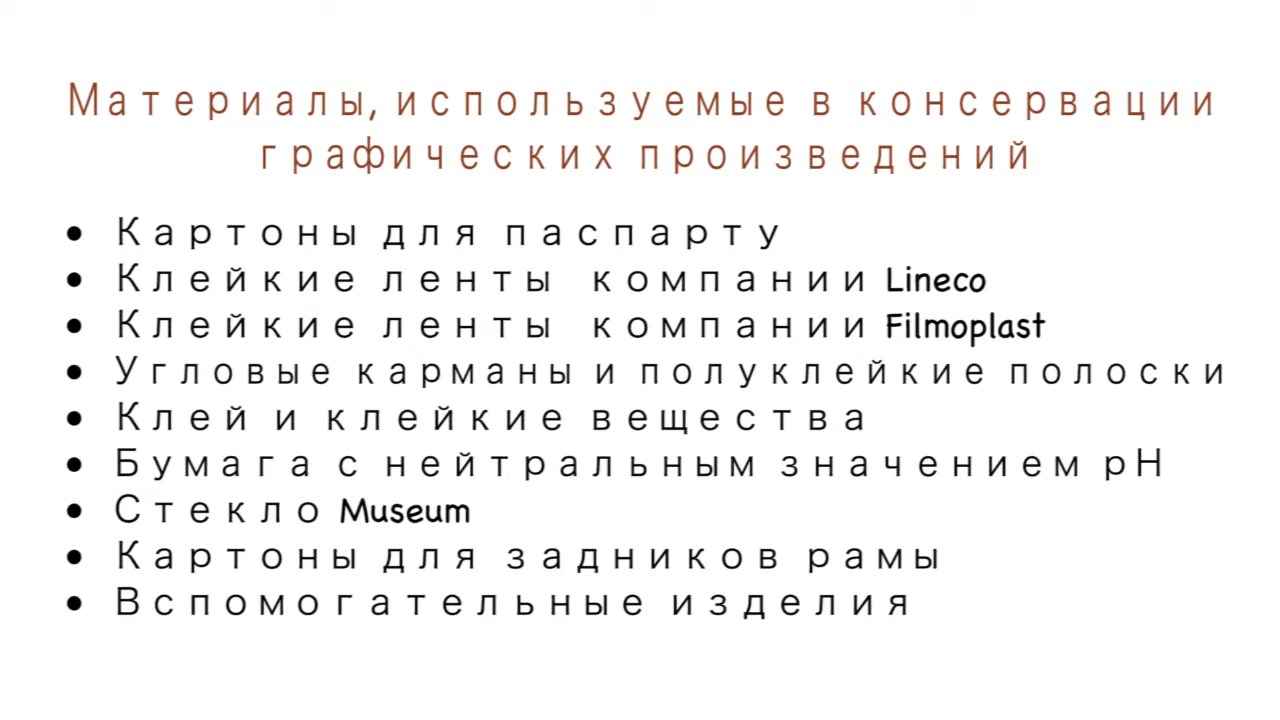 Материалы, используемые в консервации
графических произведений
• Картоны для паспарту
• Клейкие ленты компании Lineco
• Клейкие ленты компании Filmoplast
• Угловые карманы и полуклейкие полоски
• Клей и клейкие вещества
• Бумага с нейтральным значением pH
• Стекло Museum
• Картоны для задников рамы
• Вспомогательные изделия